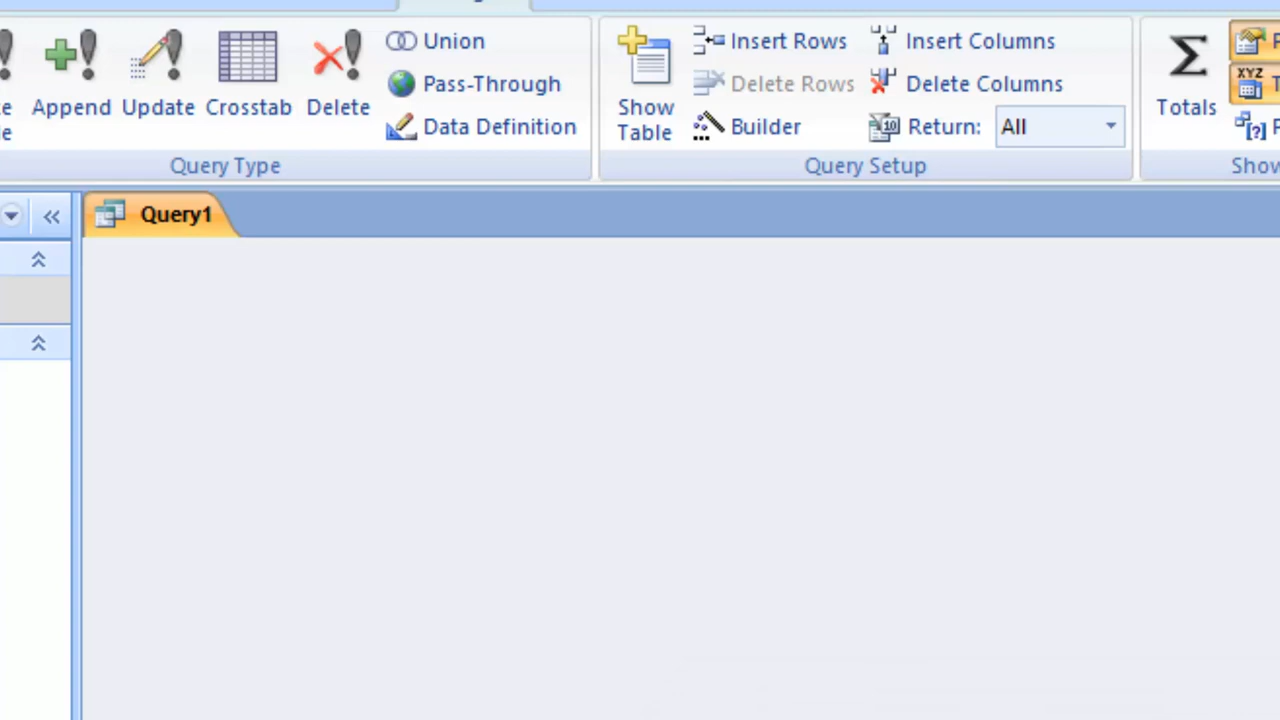 Append Update Crosstab Delete
Union
Pass-Through
Data Definition
Query Type
Show Table
Insert Rows
Delete Rows
Builder
Insert Columns
Delete Columns
Return: All
Query Setup
Totals
XYZ
Query1